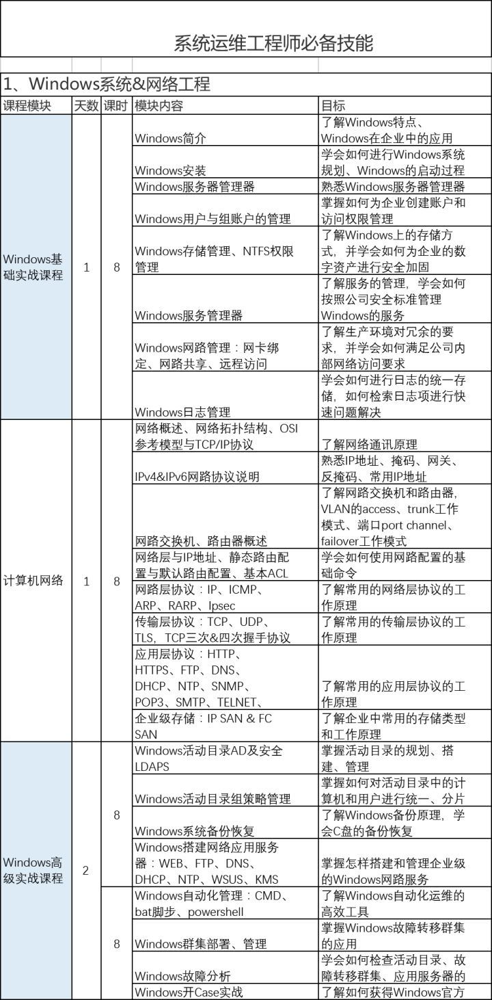 系统运维工程师必备技能
1、Windows系统&网络工程
课程模块 天数 课时 模块内容 目标
Windows基
础实战课程
1
8
Windows简介
了解Windows特点、
Windows在企业中的应用
Windows安装
学会如何进行Windows系统
规划、Windows的启动过程
Windows服务器管理器
熟悉Windows服务器管理器
Windows用户与组账户的管理
掌握如何为企业创建账户和
访问权限管理
Windows存储管理、NTFS权限
管理
了解Windows上的存储方
式，并学会如何为企业的数
字资产进行安全加固
Windows服务管理器
了解服务的管理，学会如何
按照公司安全标准管理
Windows的服务
Windows网路管理：网卡绑
定、网路共享、远程访问
了解生产环境对冗余的要
求，并学会如何满足公司内
部网络访问要求
Windows日志管理
学会如何进行日志的统一存
储，如何检索日志项进行快
速问题解决
计算机网络
1
8
网络概述、网络拓扑结构、OSI
参考模型与TCP/IP协议
了解网络通讯原理
IPv4&IPv6网路协议说明
熟悉IP地址、掩码、网关、
反掩码、常用IP地址
网路交换机、路由器概述
了解网路交换机和路由器，
VLAN的access、trunk工作
模式、端口port channel、
failover工作模式
网络层与IP地址、静态路由配
置与默认路由配置、基本ACL
学会如何使用网路配置的基
础命令
网路层协议：IP、ICMP、
ARP、RARP、Ipsec
了解常用的网络层协议的工
作原理
传输层协议：TCP、UDP、
TLS，TCP三次&四次握手协议
了解常用的传输层协议的工
作原理
应用层协议：HTTP、
HTTPS、FTP、DNS、
DHCP、NTP、SNMP、
POP3、SMTP、TELNET、
了解常用的应用层协议的工
作原理
企业级存储：IP SAN & FC
SAN
了解企业中常用的存储类型
和工作原理
Windows高
级实战课程
2
8
Windows活动目录AD及安全
LDAPS
掌握活动目录的规划、搭
建、管理
Windows活动目录组策略管理
掌握如何对活动目录中的计
算机和用户进行统一、分片
Windows系统备份恢复
了解Windows备份原理，学
会C盘的备份恢复
Windows搭建网络应用服务
器：WEB、FTP、DNS、
DHCP、NTP、WSUS、KMS
掌握怎样搭建和管理企业级
的Windows网路服务
8
Windows自动化管理：CMD、
bat脚步、powershell
了解Windows自动化运维的
高效工具
Windows群集部署、管理
掌握Windows故障转移群集
的应用
Windows故障分析
学会如何检查活动目录、故
障转移群集、应用服务器的
Windows开Case实战
了解如何获得Windows官方